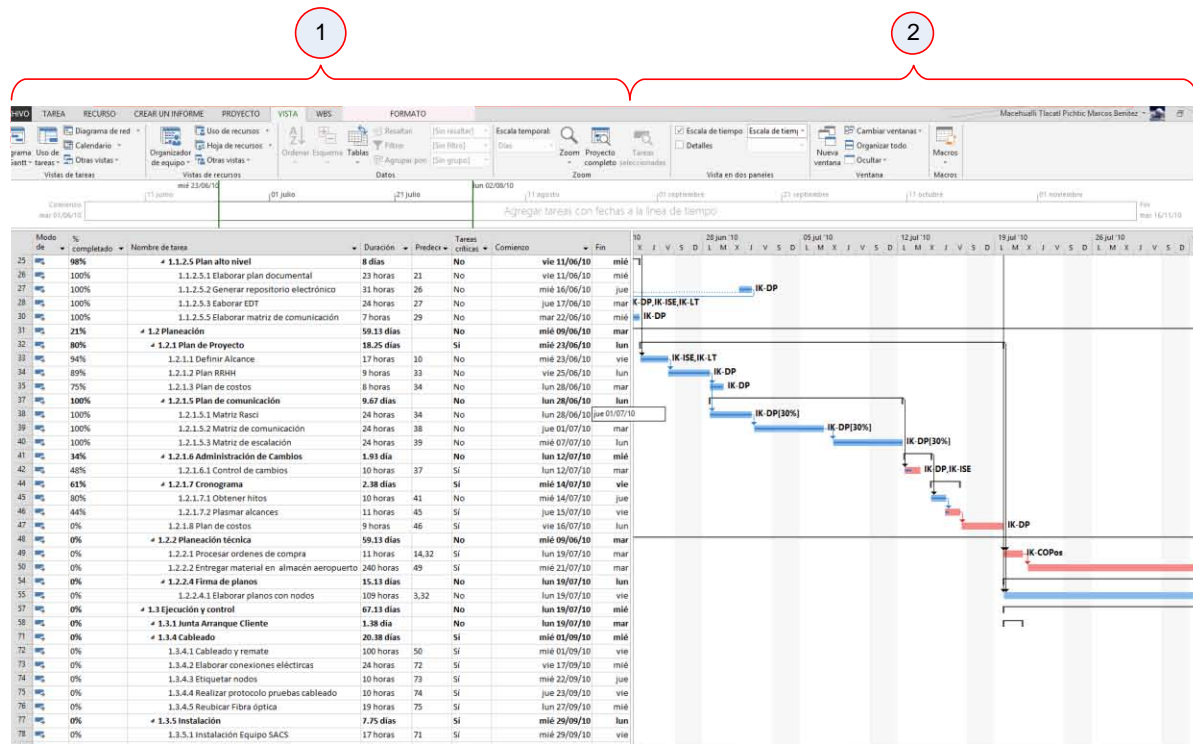 1
2
HIVO TAREA RECURSO CREAR UN INFORME PROYECTO VISTA WBS FORMATO Macehualli Tlacatl Pichtic Marcos Benitez
Diagrama de red Uso de recursos Resaltar [Sin resaltar] Escala temporal: Escala de tiempo: Escala de tiemp Cambiar ventanas
Calendario Hoja de recursos Filtro: [Sin filtro] Días Detalles Organizar todo
Uso de tareas Otras vistas Organizador de equipo Otras vistas Ordenar Esquema Tablas Agrupar por: [Sin grupo] Zoom Proyecto completo Tareas seleccionadas Nueva ventana Ocultar Macros
Vistas de tareas Vistas de recursos Datos Zoom Vista en dos paneles Ventana Macros
mié 23/06/10 lun 02/08/10
11 junio 01 julio 21 julio 11 agosto 01 septiembre 21 septiembre 11 octubre 01 noviembre
Comienzo mar 01/06/10 Agregar tareas con fechas a la línea de tiempo Fin mar 16/11/10
Modo de % completado Nombre de tarea Duración Predece Tareas críticas Comienzo Fin
10 28 jun '10 05 jul '10 12 jul '10 19 jul '10 26 jul '10
X J V S D L M X J V S D L M X J V S D L M X J V S D L M X J V S D L M X J V S D
25 98% 1.1.2.5 Plan alto nivel 8 días No vie 11/06/10 mié
26 100% 1.1.2.5.1 Elaborar plan documental 23 horas 21 No vie 11/06/10 mié
27 100% 1.1.2.5.2 Generar repositorio electrónico 31 horas 26 No mié 16/06/10 jue IK-DP
28 100% 1.1.2.5.3 Eaborar EDT 24 horas 27 No jue 17/06/10 mar K-DP,IK-ISE,IK-LT
30 100% 1.1.2.5.5 Elaborar matriz de comunicación 7 horas 29 No mar 22/06/10 mié IK-DP
31 21% 1.2 Planeación 59.13 días No mié 09/06/10 mar
32 80% 1.2.1 Plan de Proyecto 18.25 días Sí mié 23/06/10 lun
33 94% 1.2.1.1 Definir Alcance 17 horas 10 No mié 23/06/10 vie IK-ISE,IK-LT
34 89% 1.2.1.2 Plan RRHH 9 horas 33 No vie 25/06/10 lun IK-DP
35 75% 1.2.1.3 Plan de costos 8 horas 34 No lun 28/06/10 mar IK-DP
37 100% 1.2.1.5 Plan de comunicación 9.67 días No lun 28/06/10 lun
38 100% 1.2.1.5.1 Matriz Rasci 24 horas 34 No lun 28/06/10 jue 01/07/10 IK-DP[30%]
39 100% 1.2.1.5.2 Matriz de comunicación 24 horas 38 No jue 01/07/10 mar IK-DP[30%]
40 100% 1.2.1.5.3 Matriz de escalación 24 horas 39 No mié 07/07/10 lun IK-DP[30%]
41 34% 1.2.1.6 Administración de Cambios 1.93 día No lun 12/07/10 mié
42 48% 1.2.1.6.1 Control de cambios 10 horas 37 Sí lun 12/07/10 mar IK-DP,IK-ISE
44 61% 1.2.1.7 Cronograma 2.38 días Sí mié 14/07/10 vie
45 80% 1.2.1.7.1 Obtener hitos 10 horas 41 No mié 14/07/10 jue
46 44% 1.2.1.7.2 Plasmar alcances 11 horas 45 Sí jue 15/07/10 vie
47 0% 1.2.1.8 Plan de costos 9 horas 46 Sí vie 16/07/10 lun IK-DP
48 0% 1.2.2 Planeación técnica 59.13 días No mié 09/06/10 mar
49 0% 1.2.2.1 Procesar ordenes de compra 11 horas 14,32 Sí lun 19/07/10 mar IK-COPos
50 0% 1.2.2.2 Entregar material en almacén aeropuerto 240 horas 49 Sí mié 21/07/10 mar
54 0% 1.2.2.4 Firma de planos 15.13 días No lun 19/07/10 lun
55 0% 1.2.2.4.1 Elaborar planos con nodos 109 horas 3,32 No lun 19/07/10 vie
57 0% 1.3 Ejecución y control 67.13 días No lun 19/07/10 mié
58 0% 1.3.1 Junta Arranque Cliente 1.38 día No lun 19/07/10 mar
71 0% 1.3.4 Cableado 20.38 días Sí mié 01/09/10 mié
72 0% 1.3.4.1 Cableado y remate 100 horas 50 Sí mié 01/09/10 vie
73 0% 1.3.4.2 Elaborar conexiones eléctircas 24 horas 72 Sí vie 17/09/10 mié
74 0% 1.3.4.3 Etiquetar nodos 10 horas 73 Sí mié 22/09/10 jue
75 0% 1.3.4.4 Realizar protocolo pruebas cableado 10 horas 74 Sí jue 23/09/10 vie
76 0% 1.3.4.5 Reubicar Fibra óptica 19 horas 75 Sí lun 27/09/10 mié
77 0% 1.3.5 Instalación 7.75 días Sí mié 29/09/10 lun
78 0% 1.3.5.1 Instalación Equipo SACS 17 horas 71 Sí mié 29/09/10 vie